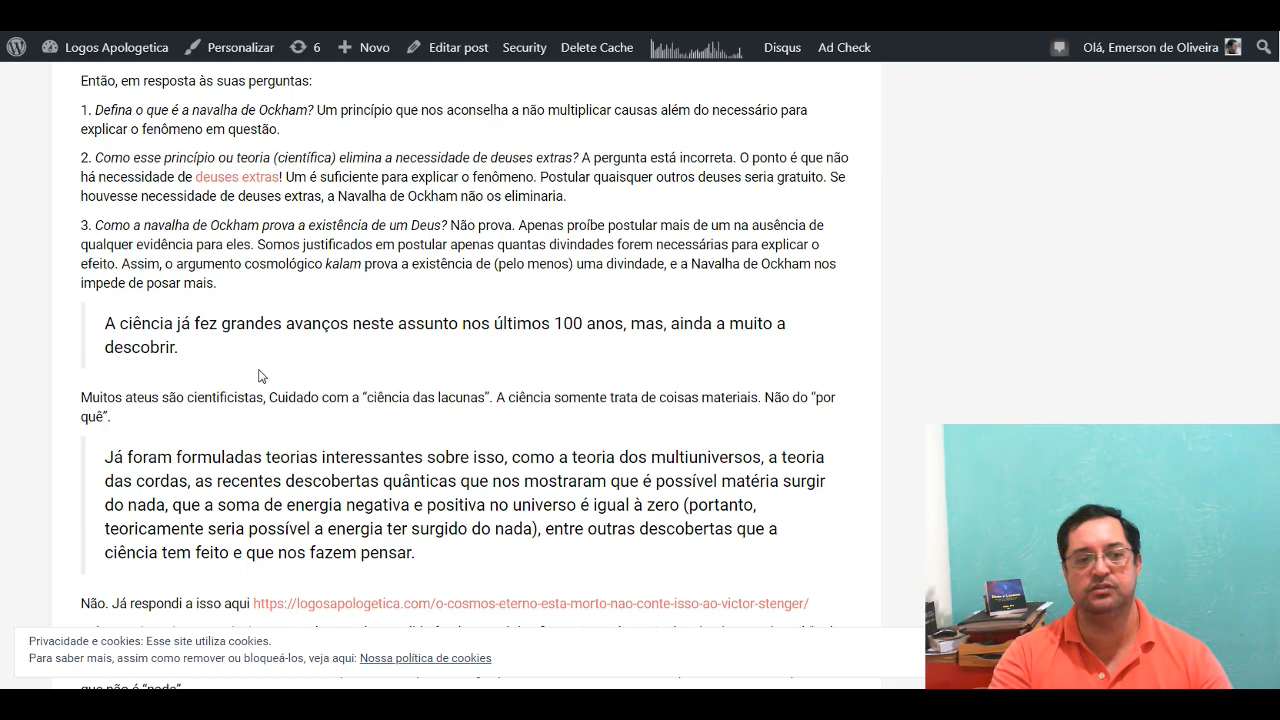 Logos Apologetica Personalizar 6 Novo Editar post Security Delete Cache Disqus Ad Check Olá, Emerson de Oliveira
Então, em resposta às suas perguntas:
1. Defina o que é a navalha de Ockham? Um princípio que nos aconselha a não multiplicar causas além do necessário para
explicar o fenômeno em questão.
2. Como esse princípio ou teoria (científica) elimina a necessidade de deuses extras? A pergunta está incorreta. O ponto é que não
há necessidade de deuses extras! Um é suficiente para explicar o fenômeno. Postular quaisquer outros deuses seria gratuito. Se
houvesse necessidade de deuses extras, a Navalha de Ockham não os eliminaria.
3. Como a navalha de Ockham prova a existência de um Deus? Não prova. Apenas proíbe postular mais de um na ausência de
qualquer evidência para eles. Somos justificados em postular apenas quantas divindades forem necessárias para explicar o
efeito. Assim, o argumento cosmológico kalam prova a existência de (pelo menos) uma divindade, e a Navalha de Ockham nos
impede de posar mais.
A ciência já fez grandes avanços neste assunto nos últimos 100 anos, mas, ainda a muito a
descobrir.
Muitos ateus são cientificistas, Cuidado com a “ciência das lacunas”. A ciência somente trata de coisas materiais. Não do “por
quê”.
Já foram formuladas teorias interessantes sobre isso, como a teoria dos multiuniversos, a teoria
das cordas, as recentes descobertas quânticas que nos mostraram que é possível matéria surgir
do nada, que a soma de energia negativa e positiva no universo é igual à zero (portanto,
teoricamente seria possível a energia ter surgido do nada), entre outras descobertas que a
ciência tem feito e que nos fazem pensar.
Não. Já respondi a isso aqui https://logosapologetica.com/o-cosmos-eterno-esta-morto-nao-conte-isso-ao-victor-stenger/
Privacidade e cookies: Esse site utiliza cookies.
Para saber mais, assim como remover ou bloqueá-los, veja aqui: Nossa política de cookies
que não é “nada”